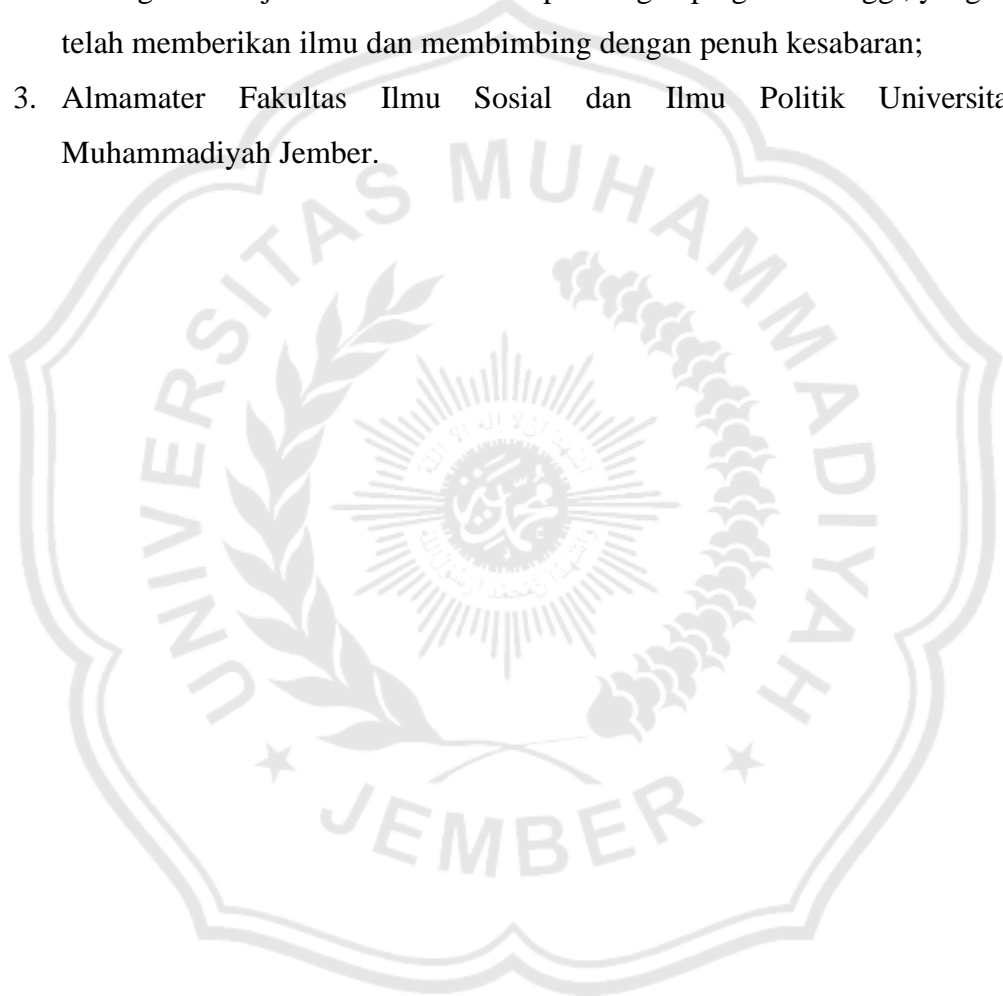 telah memberikan ilmu dan membimbing dengan penuh kesabaran;
3. Almamater Fakultas Ilmu Sosial dan Ilmu Politik Universita
Muhammadiyah Jember.
UNIVERSITAS MUHAMMADIYAH
JEMBER